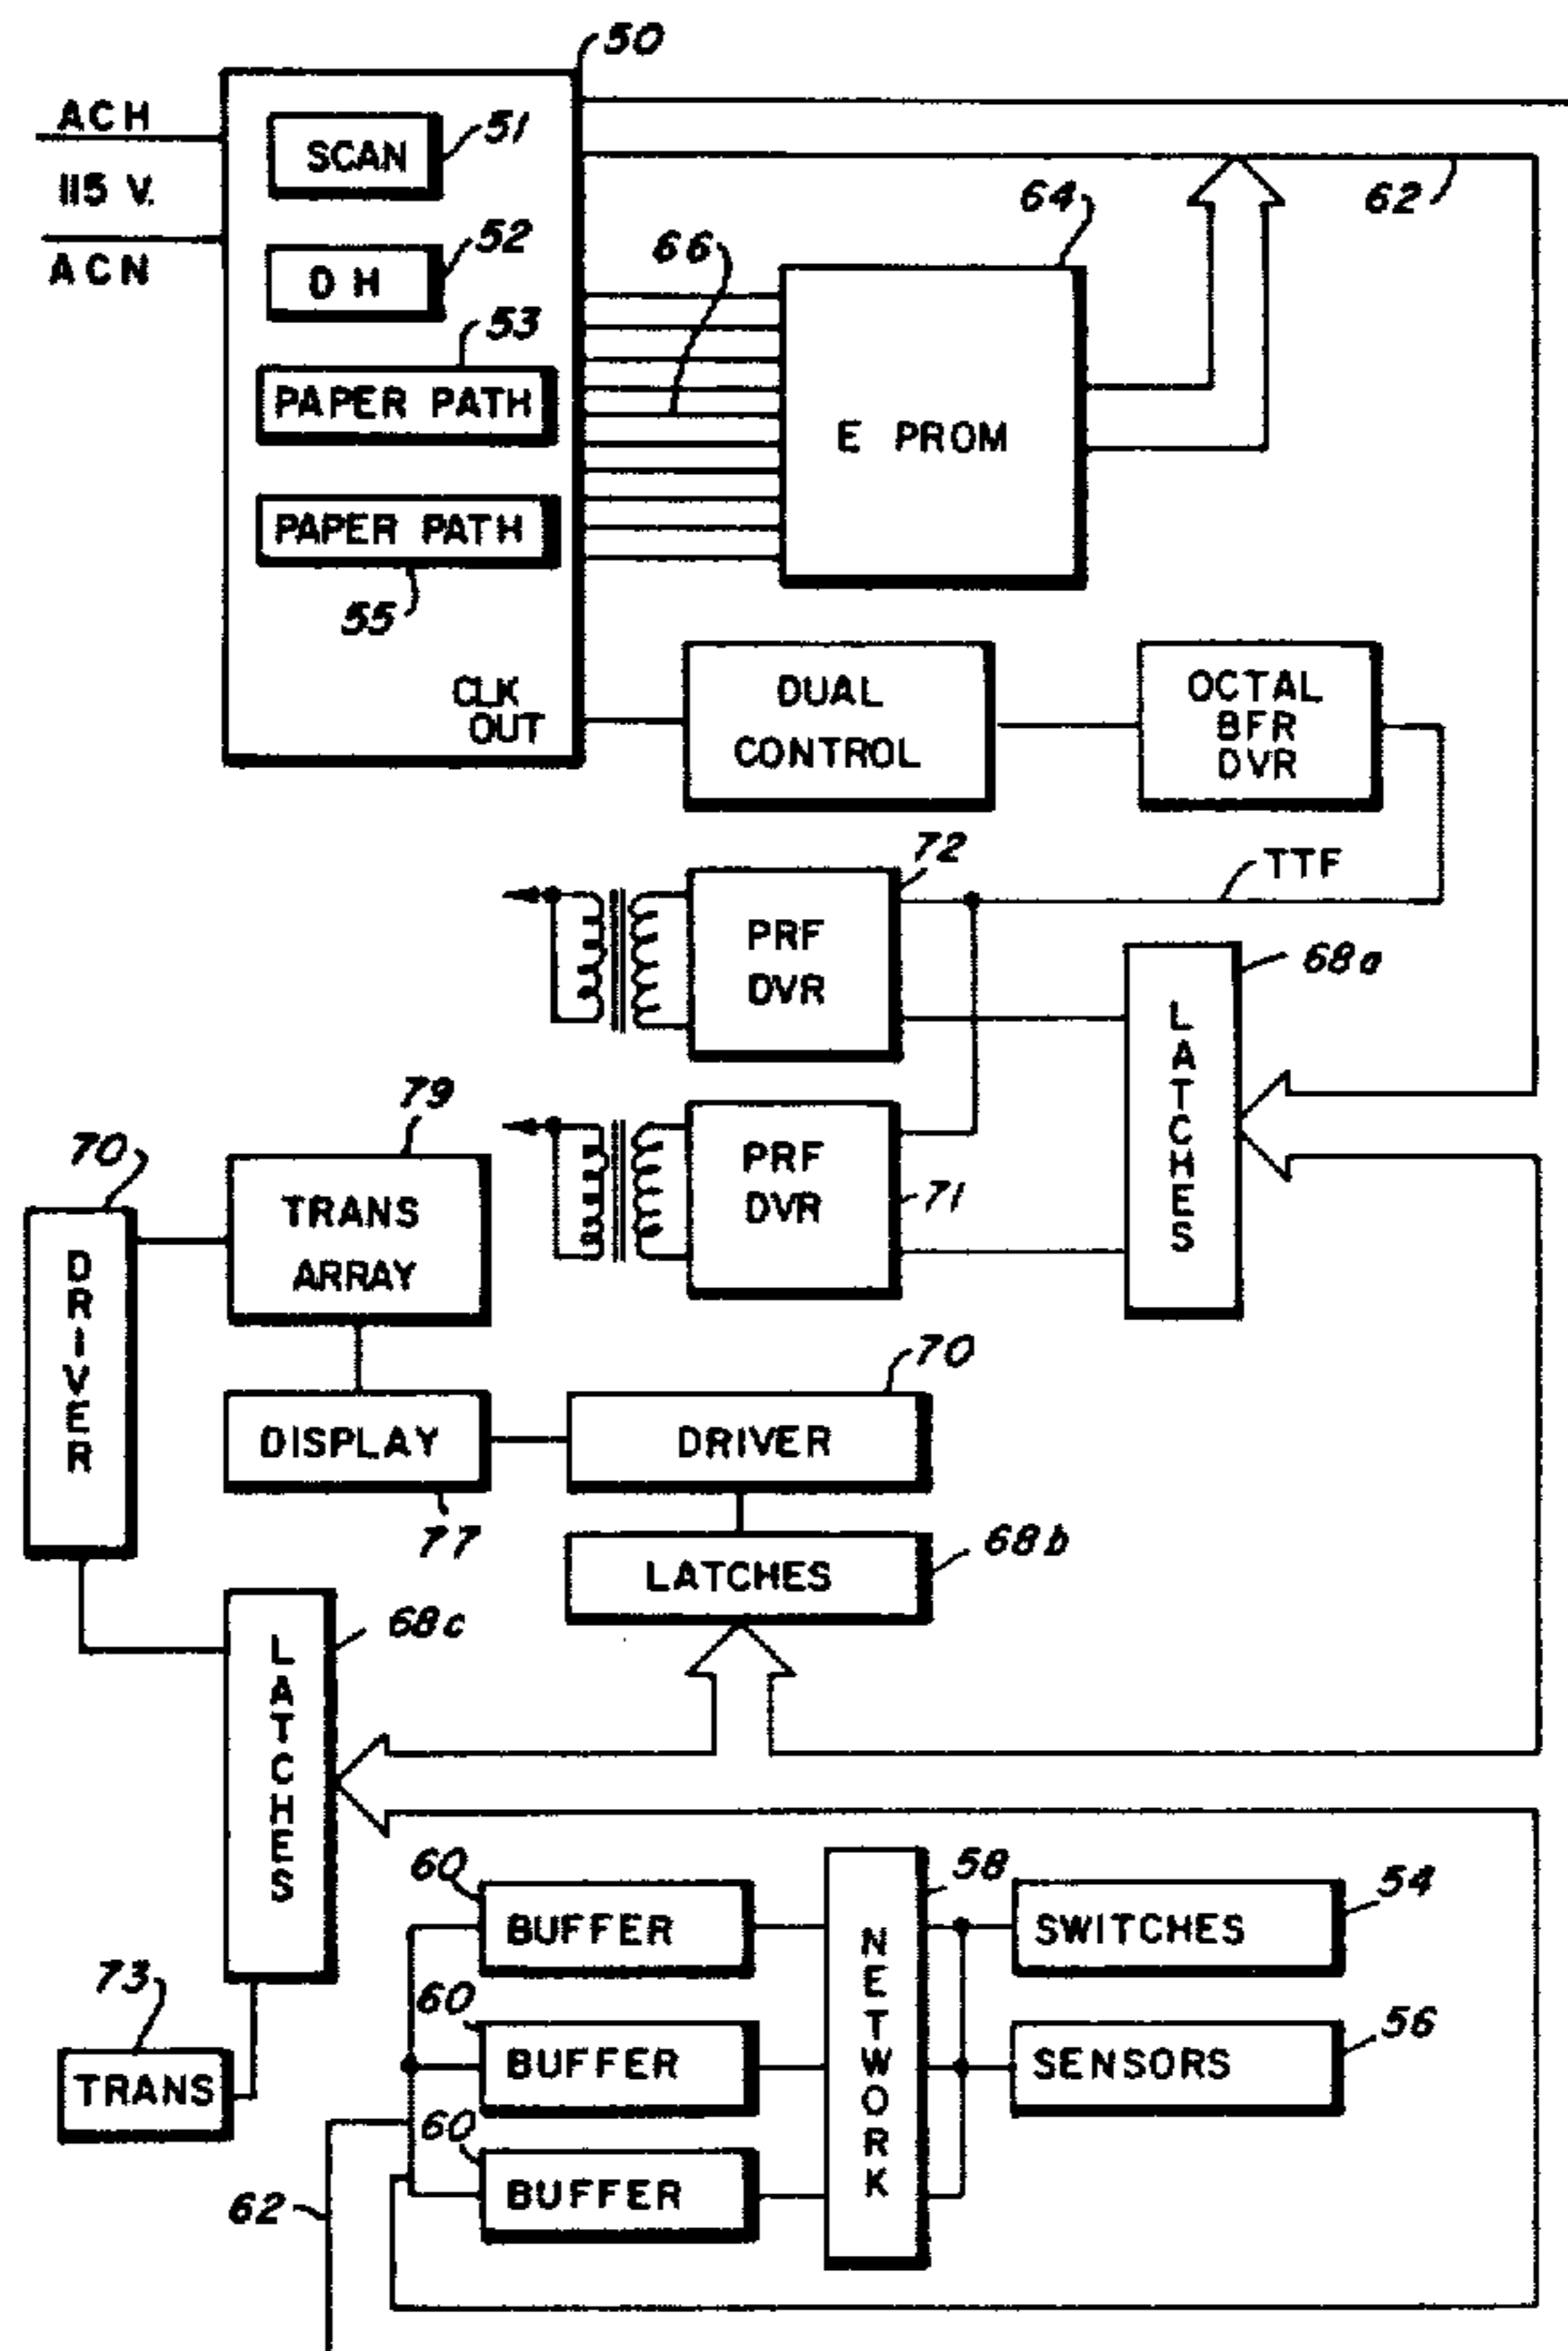 50
ACH
SCAN
51
115 V.
62
64
ACN
O H
52
66
53
PAPER PATH
E PROM
PAPER PATH
55
CLK
OUT
DUAL
CONTROL
OCTAL
BFR
DVR
72
TTF
PRF
DVR
68a
LATCHES
79
70
PRF
DVR
71
TRANS
ARRAY
DRIVER
70
DISPLAY
DRIVER
77
68b
LATCHES
68c
LATCHES
60
58
54
BUFFER
NETWORK
SWITCHES
73
60
56
BUFFER
SENSORS
TRANS
60
BUFFER
62